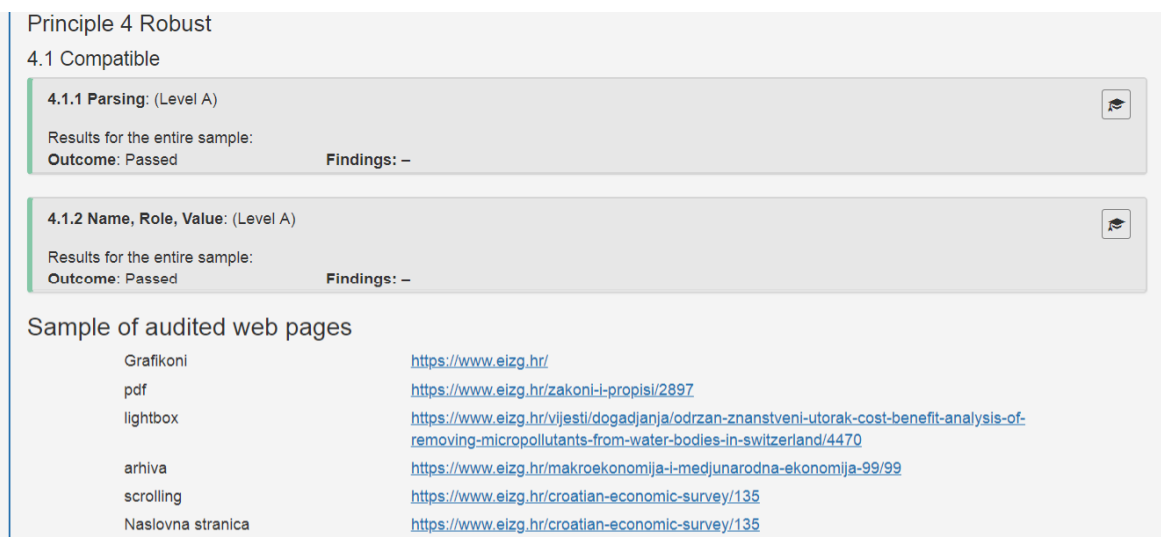 Principle 4 Robust
4.1 Compatible
4.1.1 Parsing: (Level A)
Results for the entire sample:
Outcome: Passed Findings: –
4.1.2 Name, Role, Value: (Level A)
Results for the entire sample:
Outcome: Passed Findings: –
Sample of audited web pages
Grafikoni https://www.eizg.hr/
pdf https://www.eizg.hr/zakoni-i-propisi/2897
lightbox https://www.eizg.hr/vijesti/dogadjanja/odrzan-znanstveni-utorak-cost-benefit-analysis-of-
removing-micropollutants-from-water-bodies-in-switzerland/4470
arhiva https://www.eizg.hr/makroekonomija-i-medjunarodna-ekonomija-99/99
scrolling https://www.eizg.hr/croatian-economic-survey/135
Naslovna stranica https://www.eizg.hr/croatian-economic-survey/135